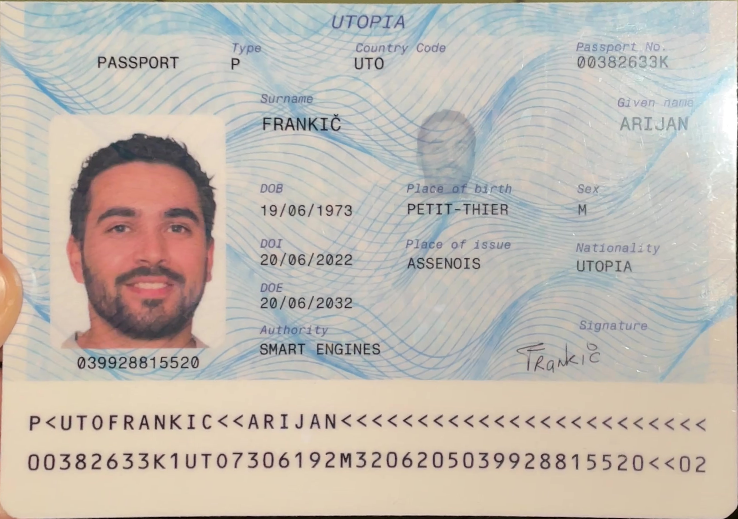 UTOPIA
PASSPORT
Type
P
Country Code
UTO
Passport No.
00382633K
Surname
FRANKIČ
Given name
ARIJAN
DOB
19/06/1973
Place of birth
PETIT-THIER
Sex
M
DOI
20/06/2022
Place of issue
ASSENOIS
Nationality
UTOPIA
DOE
20/06/2032
Authority
SMART ENGINES
Signature
Frankič
039928815520
P<UTOFRANKIC<<ARIJAN<<<<<<<<<<<<<<<<<<<<<<<<
00382633K1UTO7306192M3206205039928815520<<02